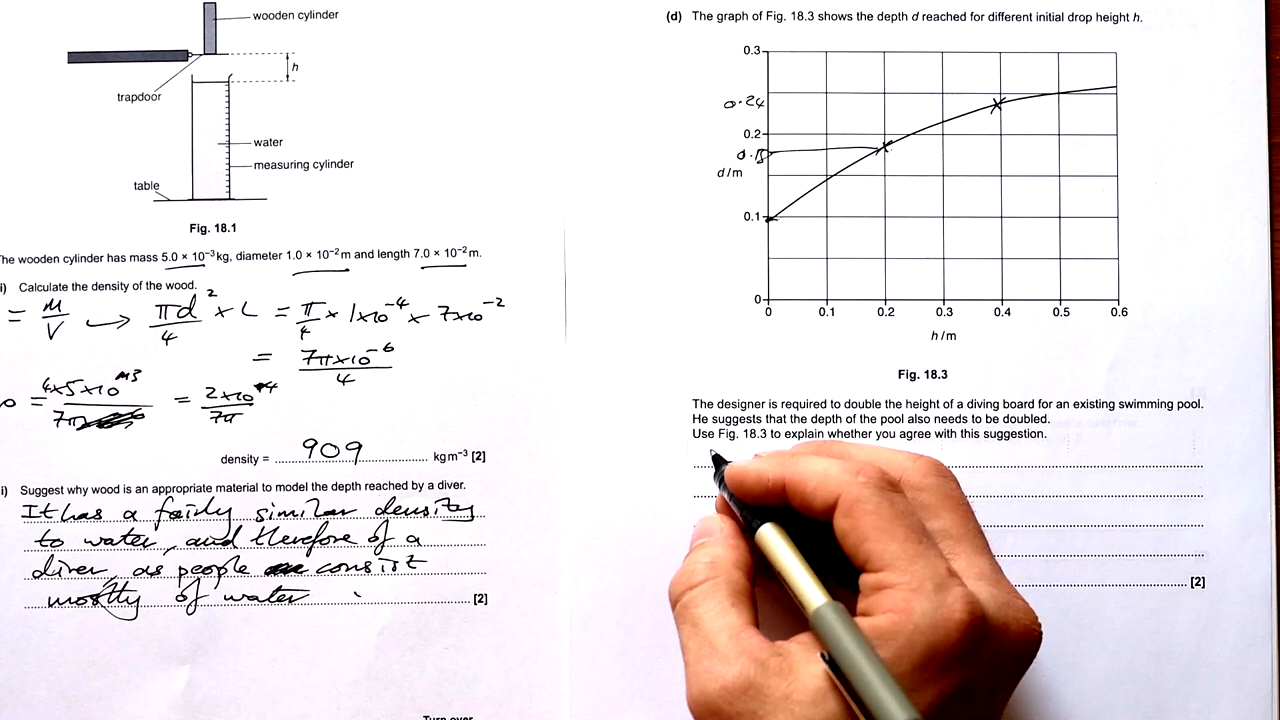 wooden cylinder
h
trapdoor
water
measuring cylinder
table
Fig. 18.1
he wooden cylinder has mass 5.0 × 10⁻³ kg, diameter 1.0 × 10⁻² m and length 7.0 × 10⁻² m.
i) Calculate the density of the wood.
= M/V → πd²/4 × L = π/4 × 1×10⁻⁴ × 7×10⁻²
= 7π×10⁻⁶/4
= 2×10⁴/7π
density = 909 kg m⁻³ [2]
i) Suggest why wood is an appropriate material to model the depth reached by a diver.
It has a fairly similar density
to water, and therefore of a
diver, as people consist
mostly of water. [2]
Turn over
(d) The graph of Fig. 18.3 shows the depth d reached for different initial drop height h.
0.3
0.24
0.2
0.18
d / m
0.1
0
0 0.1 0.2 0.3 0.4 0.5 0.6
h / m
Fig. 18.3
The designer is required to double the height of a diving board for an existing swimming pool.
He suggests that the depth of the pool also needs to be doubled.
Use Fig. 18.3 to explain whether you agree with this suggestion.
[2]